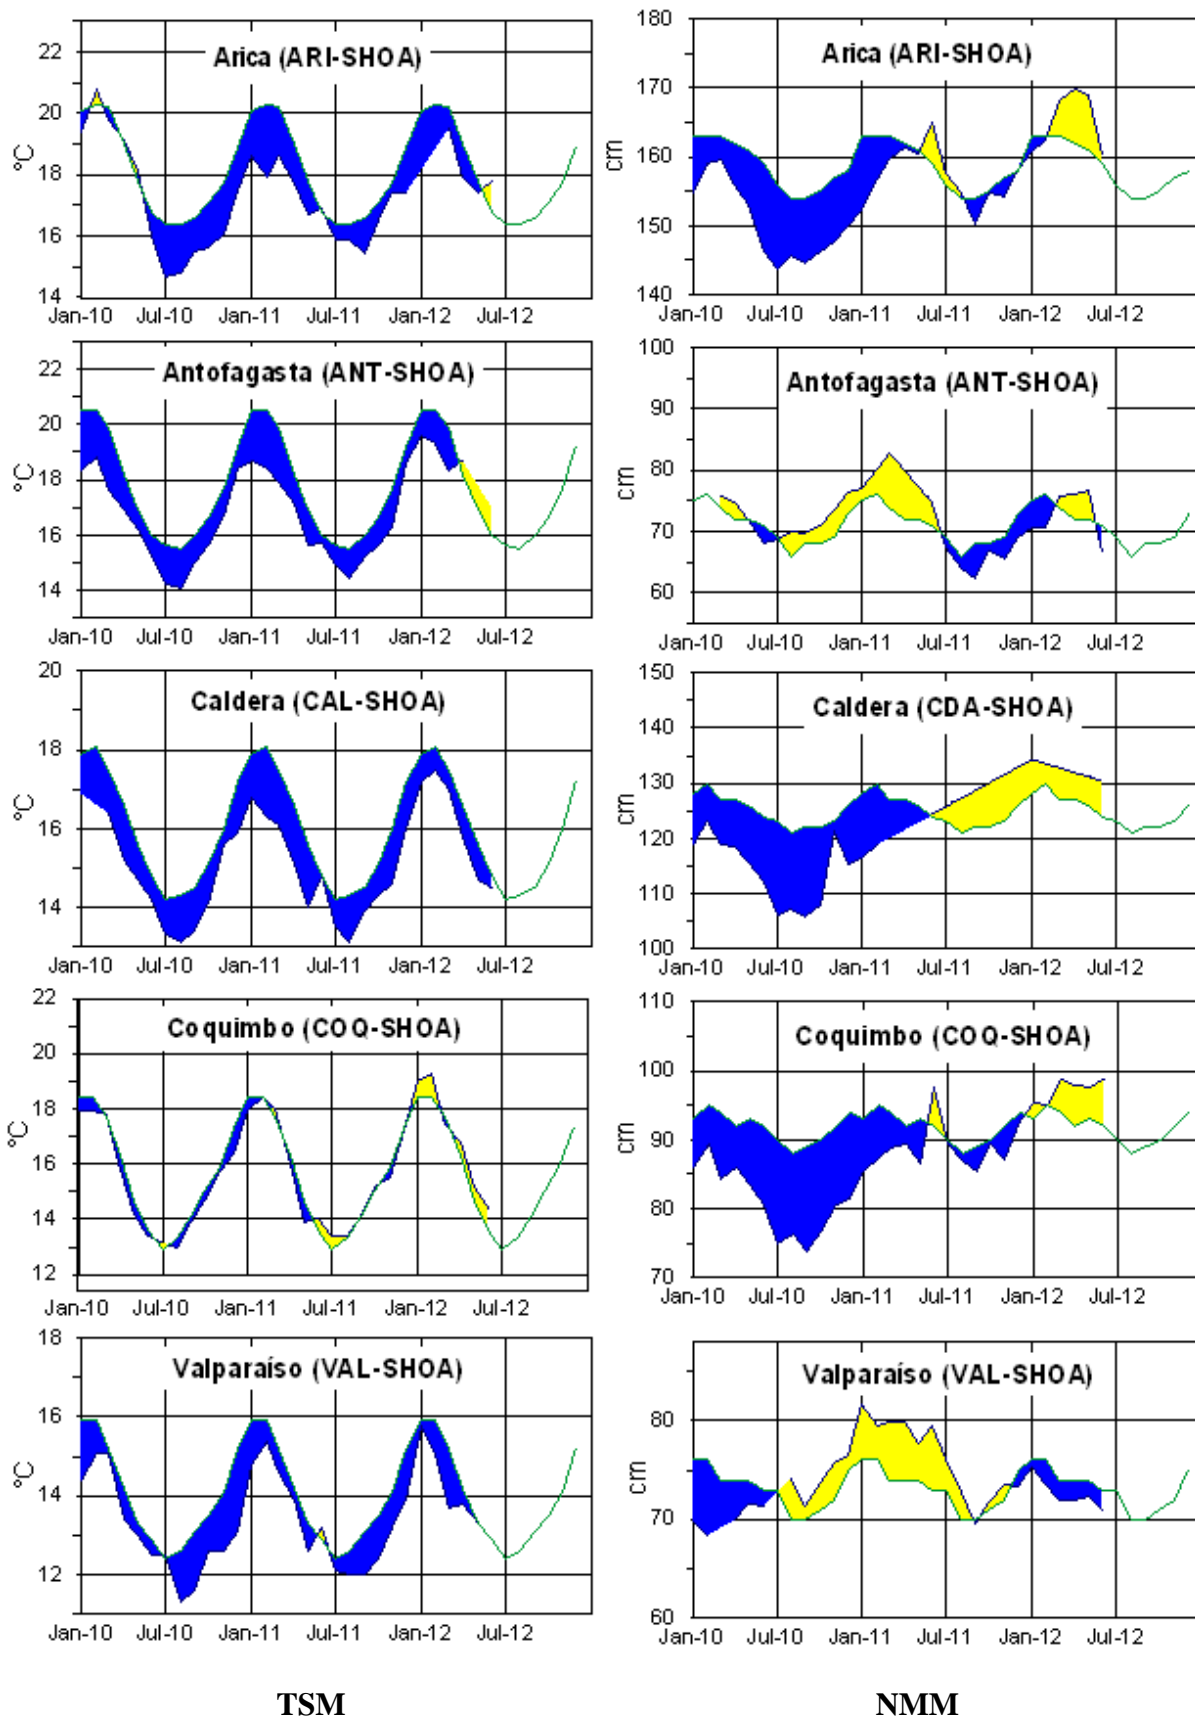 22
Arica (ARI-SHOA)
20
°C
18
16
14
Jan-10 Jul-10 Jan-11 Jul-11 Jan-12 Jul-12
180
Arica (ARI-SHOA)
170
cm
160
150
140
Jan-10 Jul-10 Jan-11 Jul-11 Jan-12 Jul-12
22
Antofagasta (ANT-SHOA)
20
°C
18
16
14
Jan-10 Jul-10 Jan-11 Jul-11 Jan-12 Jul-12
100
Antofagasta (ANT-SHOA)
90
80
cm
70
60
Jan-10 Jul-10 Jan-11 Jul-11 Jan-12 Jul-12
20
Caldera (CAL-SHOA)
18
°C
16
14
Jan-10 Jul-10 Jan-11 Jul-11 Jan-12 Jul-12
150
Caldera (CDA-SHOA)
140
130
cm
120
110
100
Jan-10 Jul-10 Jan-11 Jul-11 Jan-12 Jul-12
22
Coquimbo (COQ-SHOA)
20
18
°C
16
14
12
Jan-10 Jul-10 Jan-11 Jul-11 Jan-12 Jul-12
110
Coquimbo (COQ-SHOA)
100
cm
90
80
70
Jan-10 Jul-10 Jan-11 Jul-11 Jan-12 Jul-12
18
Valparaíso (VAL-SHOA)
16
°C
14
12
Jan-10 Jul-10 Jan-11 Jul-11 Jan-12 Jul-12
Valparaíso (VAL-SHOA)
80
cm
70
60
Jan-10 Jul-10 Jan-11 Jul-11 Jan-12 Jul-12
TSM NMM